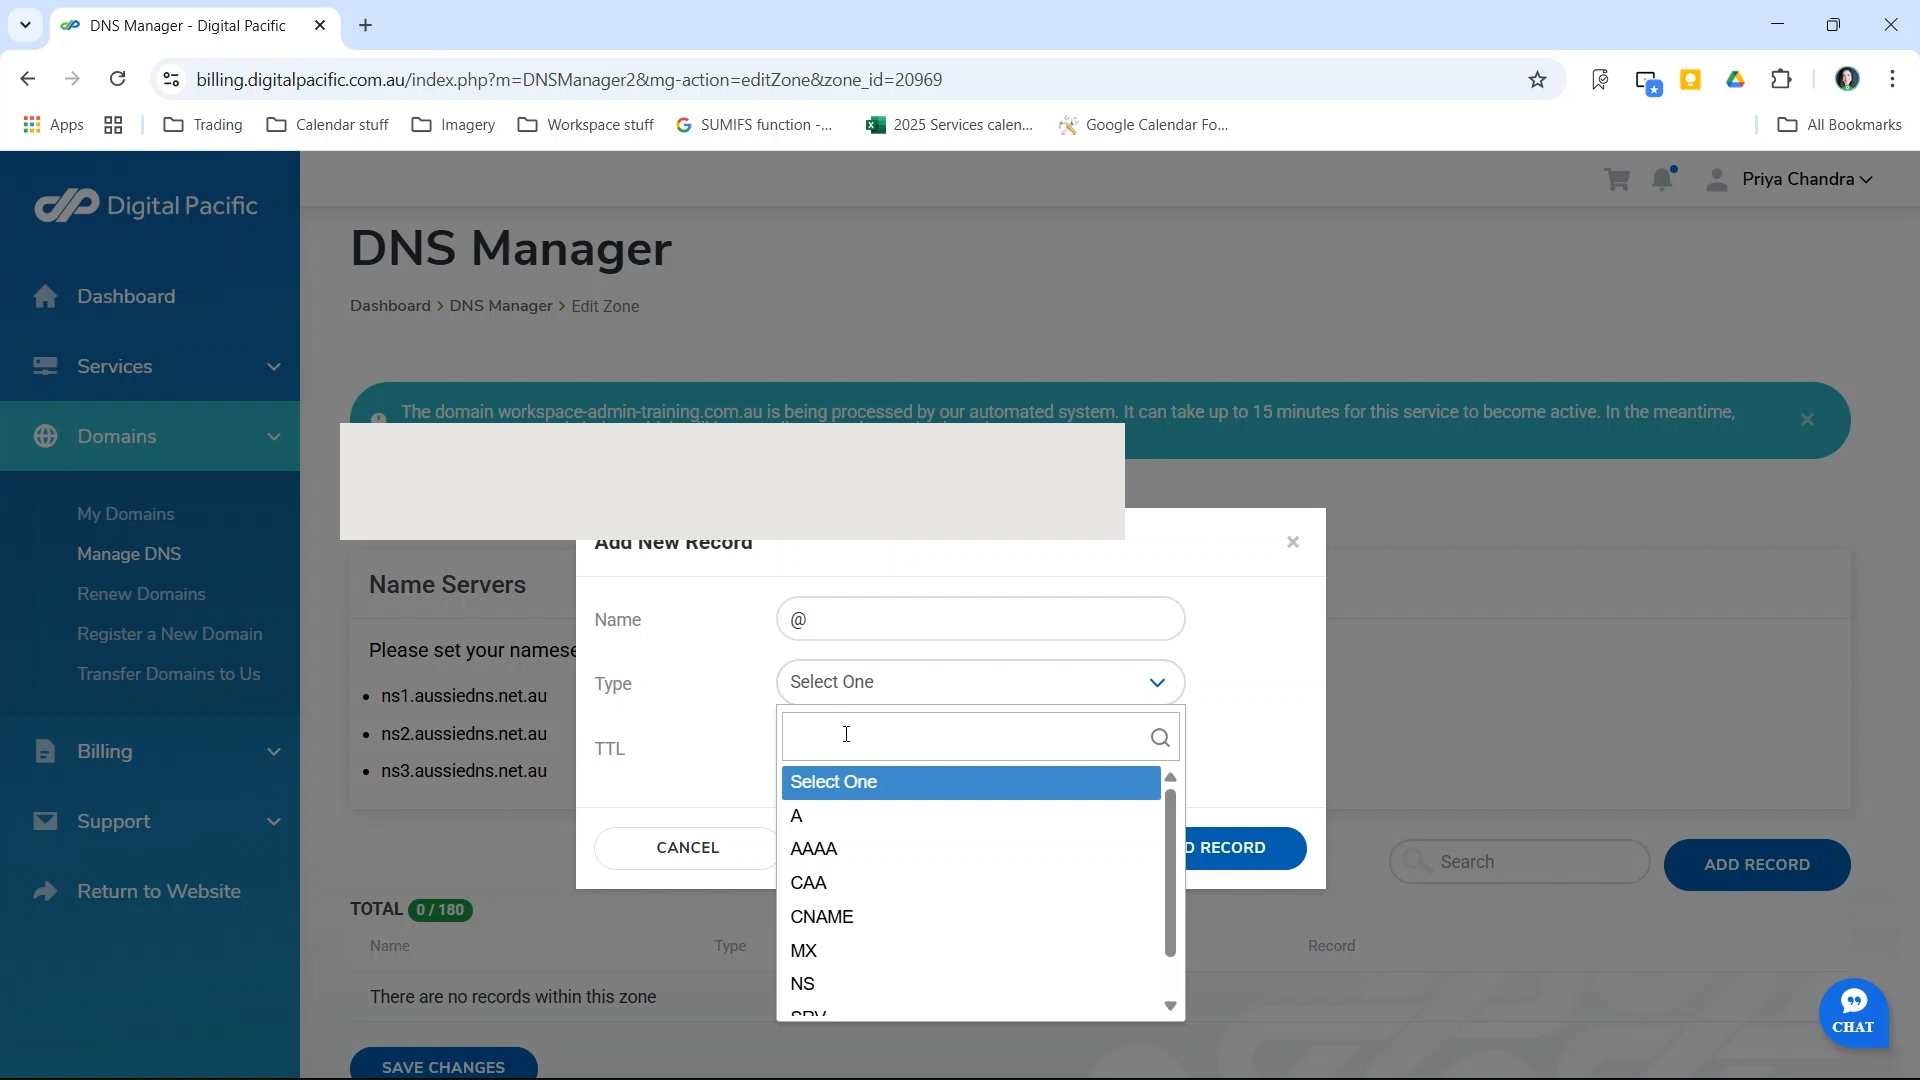 DNS Manager - Digital Pacific
billing.digitalpacific.com.au/index.php?m=DNSManager2&mg-action=editZone&zone_id=20969
Apps
Trading
Calendar stuff
Imagery
Workspace stuff
SUMIFS function -...
2025 Services calen...
Google Calendar Fo...
All Bookmarks
Digital Pacific
Priya Chandra
DNS Manager
Dashboard > DNS Manager > Edit Zone
Dashboard
Services
Domains
My Domains
Manage DNS
Renew Domains
Register a New Domain
Transfer Domains to Us
Billing
Support
Return to Website
The domain workspace-admin-training.com.au is being processed by our automated system. It can take up to 15 minutes for this service to become active. In the meantime,
Name Servers
Please set your namese
• ns1.aussiedns.net.au
• ns2.aussiedns.net.au
• ns3.aussiedns.net.au
Add New Record
Name
@
Type
Select One
TTL
Select One
A
AAAA
CAA
CNAME
MX
NS
SRV
CANCEL
D RECORD
Search
ADD RECORD
TOTAL 0 / 180
Name
Type
Record
There are no records within this zone
SAVE CHANGES
CHAT